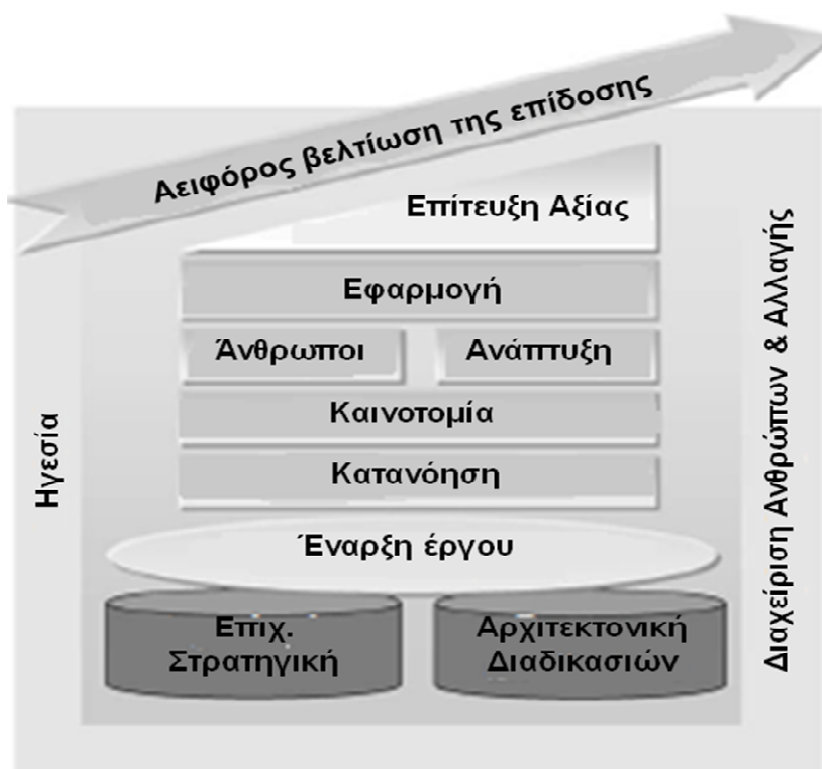 Αειφόρος βελτίωση της επίδοσης
Επίτευξη Αξίας
Εφαρμογή
Άνθρωποι
Ανάπτυξη
Καινοτομία
Κατανόηση
Έναρξη έργου
Επιχ.
Στρατηγική
Αρχιτεκτονική
Διαδικασιών
Ηγεσία
Διαχείριση Ανθρώπων & Αλλαγής